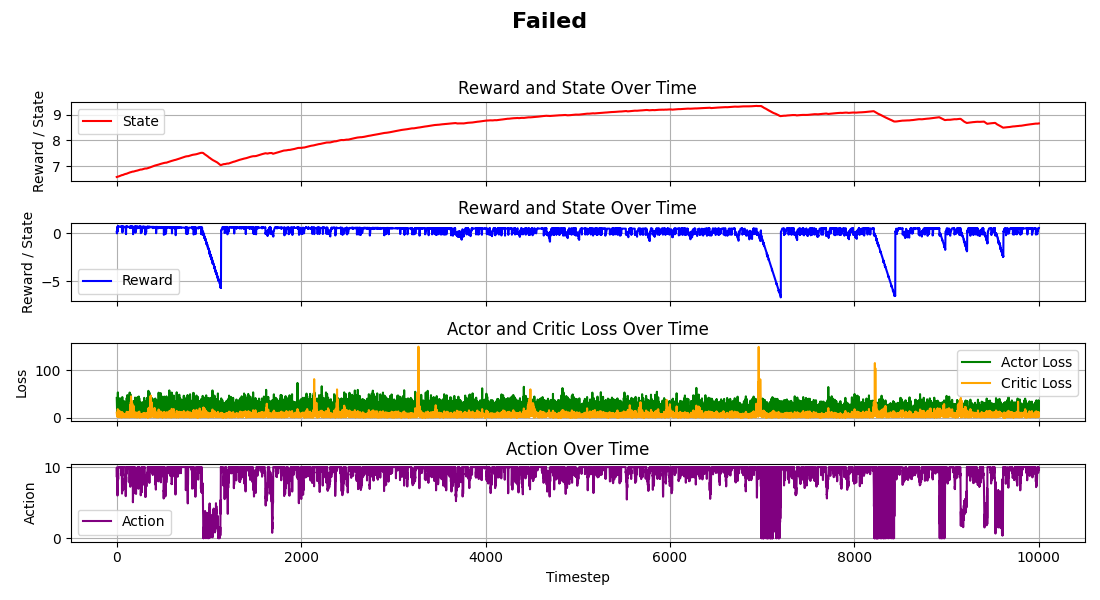 Failed
Reward and State Over Time
Reward / State
9
8
7
State
Reward and State Over Time
Reward / State
0
−5
Reward
Actor and Critic Loss Over Time
Loss
100
0
Actor Loss
Critic Loss
Action Over Time
Action
10
0
Action
0 2000 4000 6000 8000 10000
Timestep